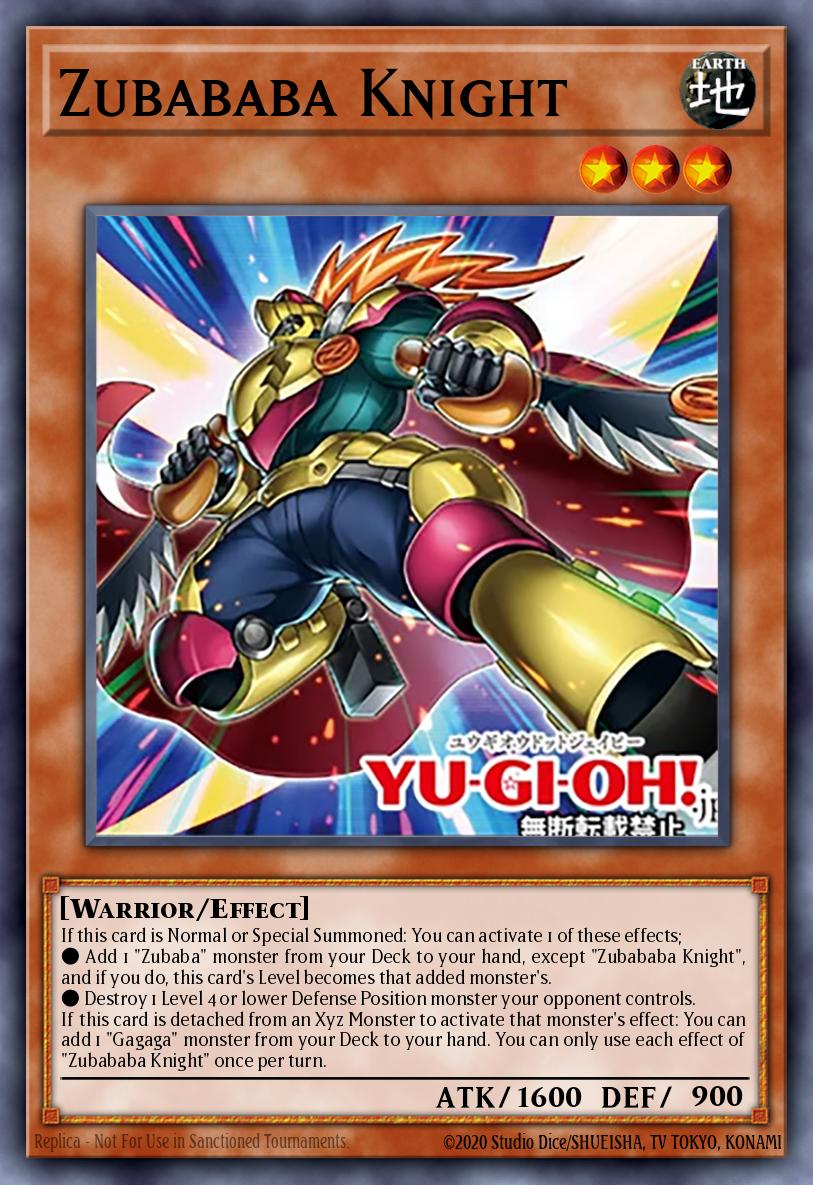 Zubababa Knight
EARTH
地
ユウギオウドットジェイピー
YU-GI-OH!
無断転載禁止
[Warrior/Effect]
If this card is Normal or Special Summoned: You can activate 1 of these effects;
● Add 1 "Zubaba" monster from your Deck to your hand, except "Zubababa Knight",
and if you do, this card's Level becomes that added monster's.
● Destroy 1 Level 4 or lower Defense Position monster your opponent controls.
If this card is detached from an Xyz Monster to activate that monster's effect: You can
add 1 "Gagaga" monster from your Deck to your hand. You can only use each effect of
"Zubababa Knight" once per turn.
ATK/1600 DEF/ 900
Replica - Not For Use in Sanctioned Tournaments.
©2020 Studio Dice/SHUEISHA, TV TOKYO, KONAMI